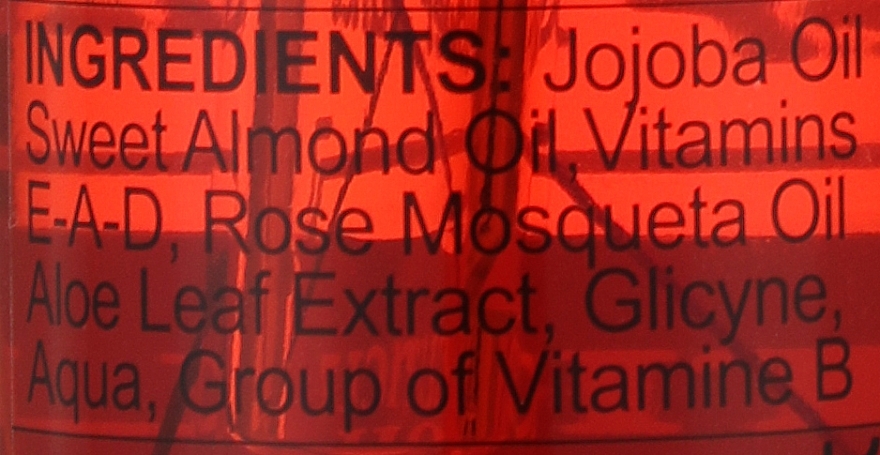 INGREDIENTS: Jojoba Oil
Sweet Almond Oil,Vitamins
E-A-D, Rose Mosqueta Oil
Aloe Leaf Extract, Glicyne,
Aqua, Group of Vitamine B